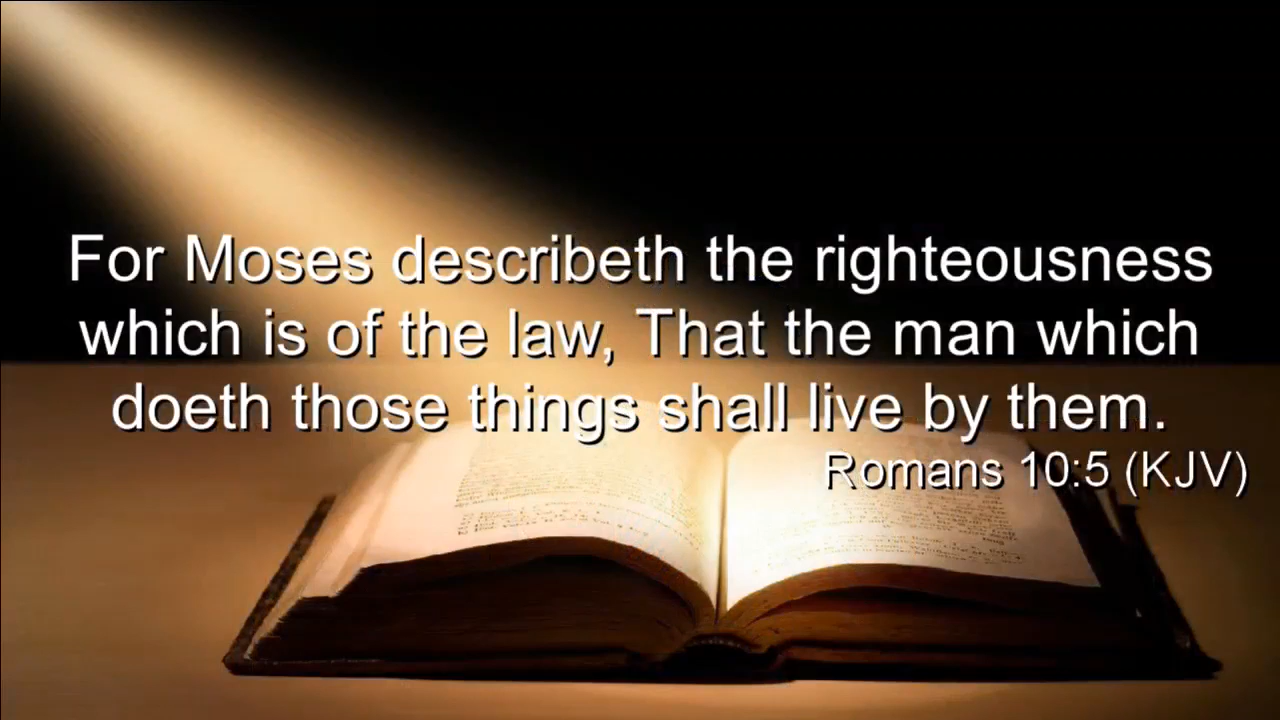 For Moses describeth the righteousness
which is of the law, That the man which
doeth those things shall live by them.
Romans 10:5 (KJV)